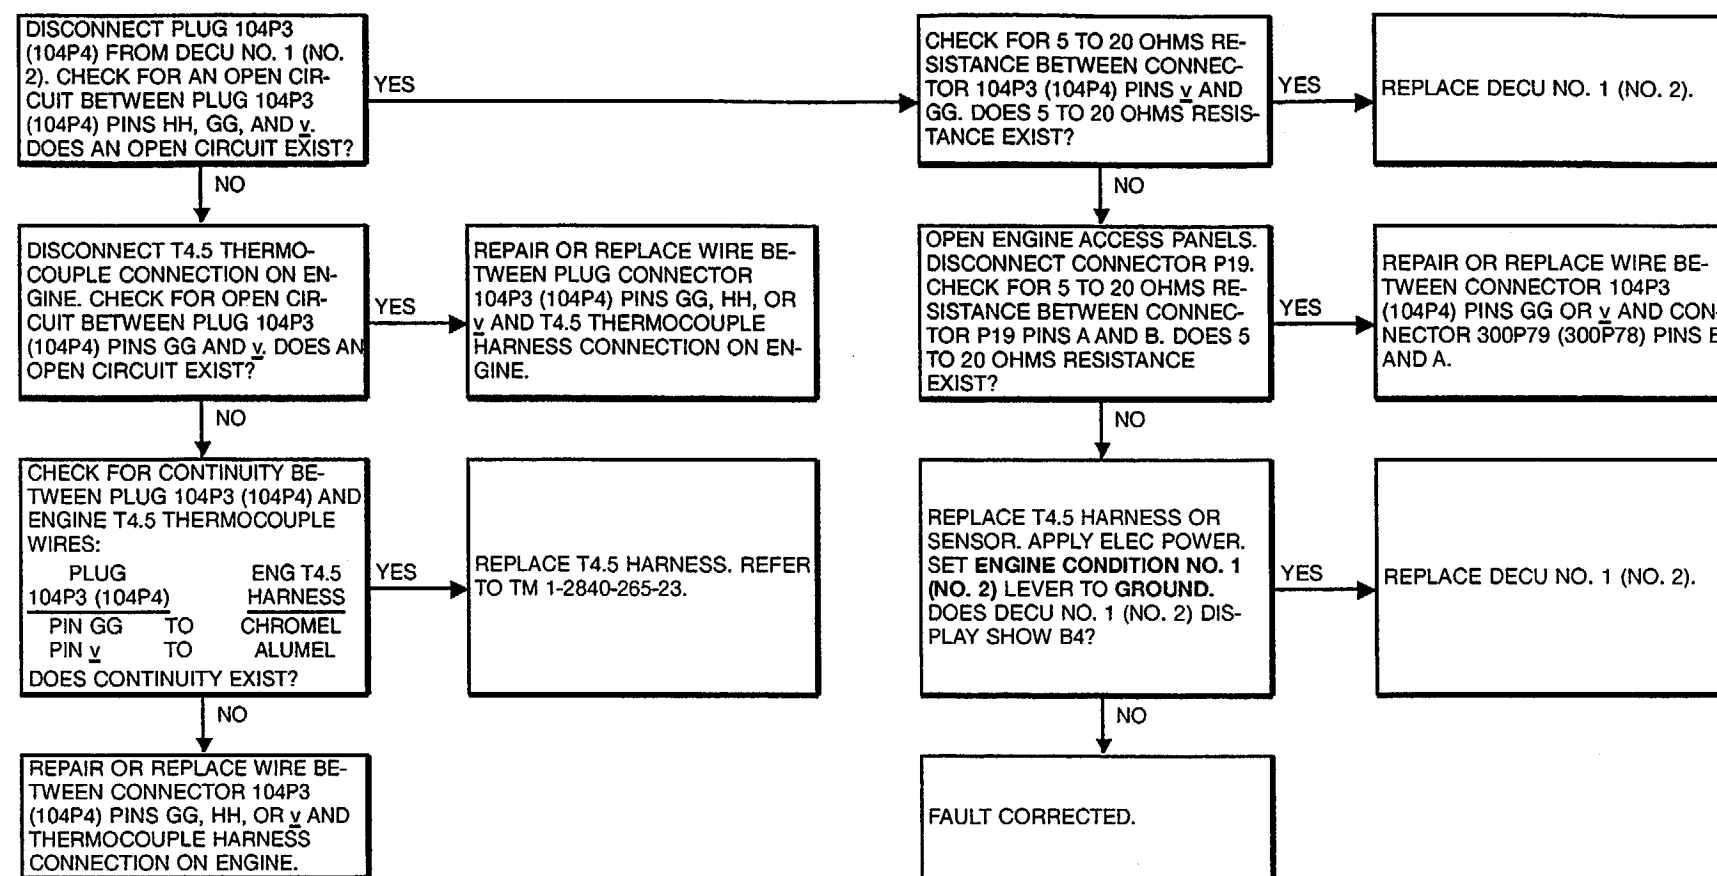 DISCONNECT PLUG 104P3
(104P4) FROM DECU NO. 1 (NO.
2). CHECK FOR AN OPEN CIR-
CUIT BETWEEN PLUG 104P3
(104P4) PINS HH, GG, AND v.
DOES AN OPEN CIRCUIT EXIST?
YES
CHECK FOR 5 TO 20 OHMS RE-
SISTANCE BETWEEN CONNEC-
TOR 104P3 (104P4) PINS v AND
GG. DOES 5 TO 20 OHMS RESIS-
TANCE EXIST?
YES
REPLACE DECU NO. 1 (NO. 2).
NO
NO
DISCONNECT T4.5 THERMO-
COUPLE CONNECTION ON EN-
GINE. CHECK FOR OPEN CIR-
CUIT BETWEEN PLUG 104P3
(104P4) PINS GG AND v. DOES AN
OPEN CIRCUIT EXIST?
YES
REPAIR OR REPLACE WIRE BE-
TWEEN PLUG CONNECTOR
104P3 (104P4) PINS GG, HH, OR
v AND T4.5 THERMOCOUPLE
HARNESS CONNECTION ON EN-
GINE.
OPEN ENGINE ACCESS PANELS.
DISCONNECT CONNECTOR P19.
CHECK FOR 5 TO 20 OHMS RE-
SISTANCE BETWEEN CONNEC-
TOR P19 PINS A AND B. DOES 5
TO 20 OHMS RESISTANCE
EXIST?
YES
REPAIR OR REPLACE WIRE BE-
TWEEN CONNECTOR 104P3
(104P4) PINS GG OR v AND CON-
NECTOR 300P79 (300P78) PINS
AND A.
NO
NO
CHECK FOR CONTINUITY BE-
TWEEN PLUG 104P3 (104P4) AND
ENGINE T4.5 THERMOCOUPLE
WIRES:
PLUG ENG T4.5
104P3 (104P4) HARNESS
PIN GG TO CHROMEL
PIN v TO ALUMEL
DOES CONTINUITY EXIST?
YES
REPLACE T4.5 HARNESS. REFER
TO TM 1-2840-265-23.
REPLACE T4.5 HARNESS OR
SENSOR. APPLY ELEC POWER.
SET ENGINE CONDITION NO. 1
(NO. 2) LEVER TO GROUND.
DOES DECU NO. 1 (NO. 2) DIS-
PLAY SHOW B4?
YES
REPLACE DECU NO. 1 (NO. 2).
NO
NO
REPAIR OR REPLACE WIRE BE-
TWEEN CONNECTOR 104P3
(104P4) PINS GG, HH, OR v AND
THERMOCOUPLE HARNESS
CONNECTION ON ENGINE.
FAULT CORRECTED.